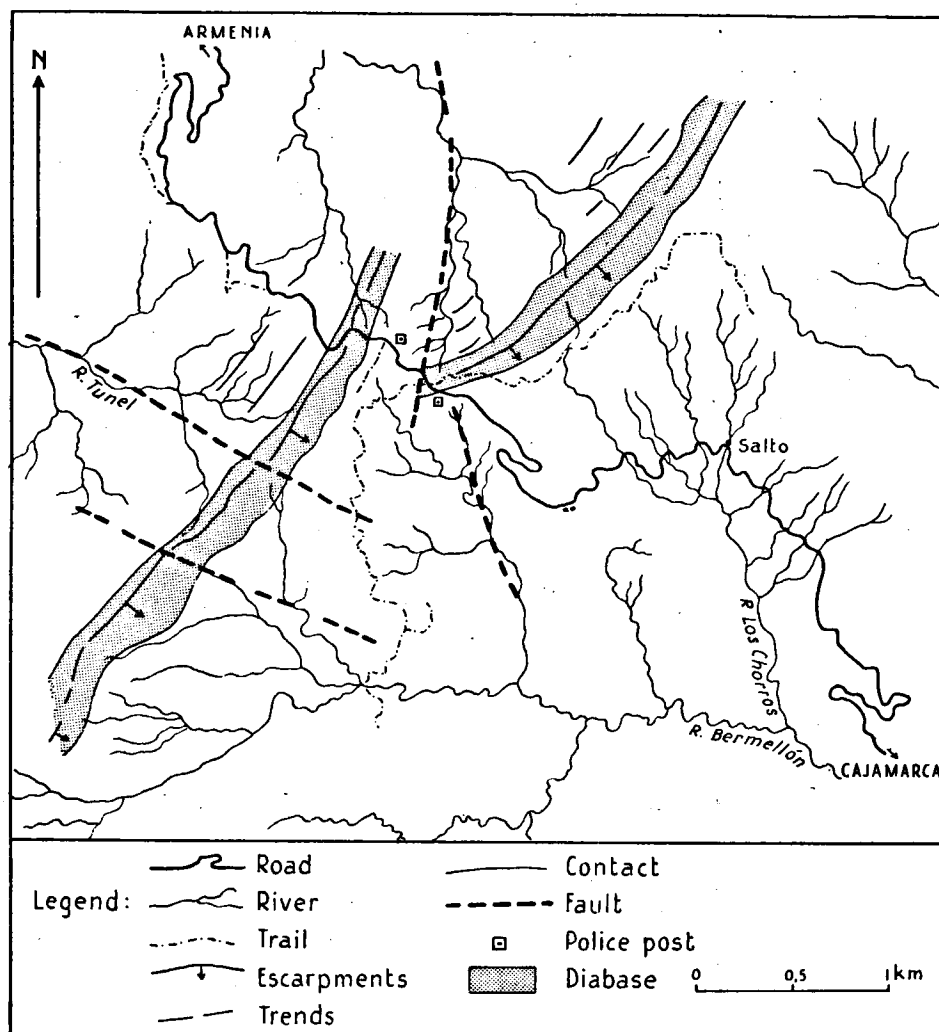 ARMENIA
N
R. Tunel
Salto
R Los Chorros
R. Bermellón
CAJAMARCA
Legend:
Road
River
Trail
Escarpments
Trends
Contact
Fault
Police post
Diabase
0 0,5 1 km